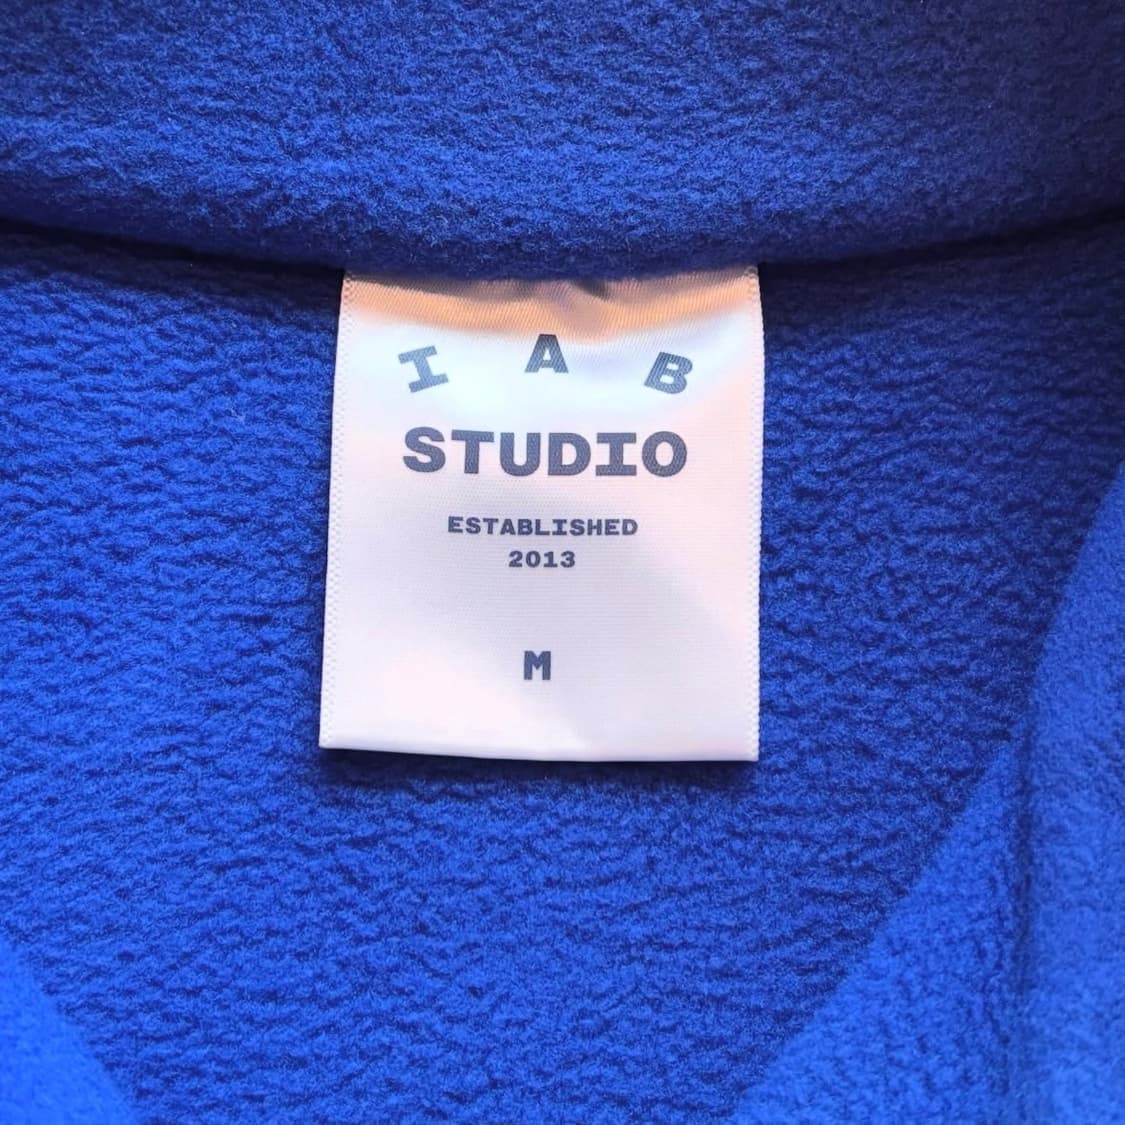 I A B
STUDIO
ESTABLISHED
2013
M